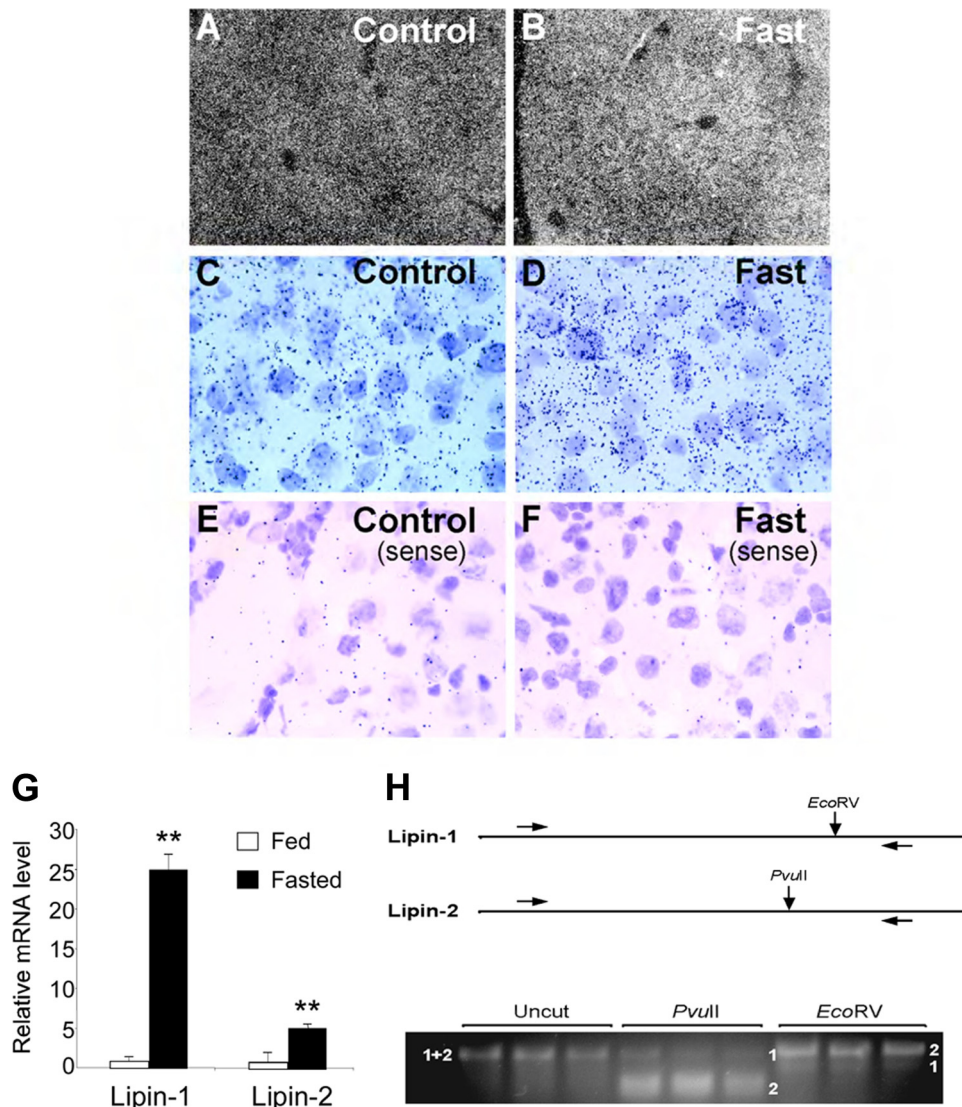 A Control
B Fast
C Control
D Fast
E Control
(sense)
F Fast
(sense)
G
30
25
20
15
10
5
0
Relative mRNA level
**
**
Fed
Fasted
Lipin-1
Lipin-2
H
EcoRV
Lipin-1
PvuII
Lipin-2
Uncut PvuII EcoRV
1+2 1 2
1
2